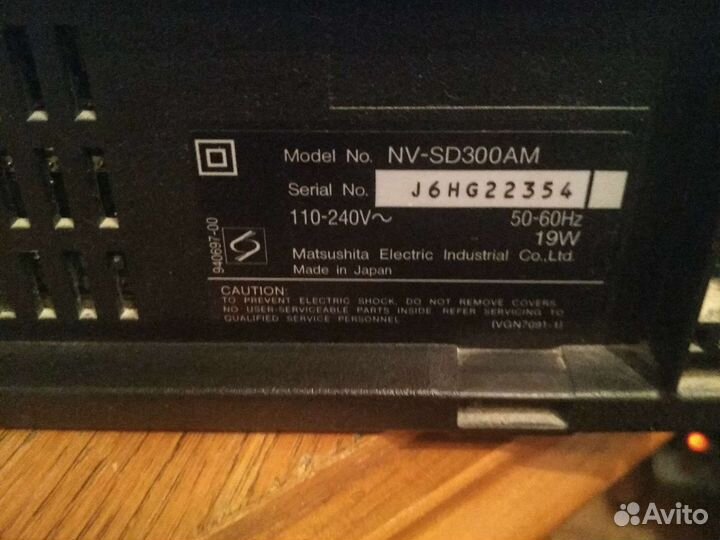 Model No. NV-SD300AM
Serial No. J6HG22354
110-240V~ 50-60Hz
19W
940697-00
Matsushita Electric Industrial Co.,Ltd.
Made in Japan
CAUTION:
TO PREVENT ELECTRIC SHOCK, DO NOT REMOVE COVERS.
NO USER-SERVICEABLE PARTS INSIDE. REFER SERVICING TO
QUALIFIED SERVICE PERSONNEL.
(VGN7091-1)
Avito